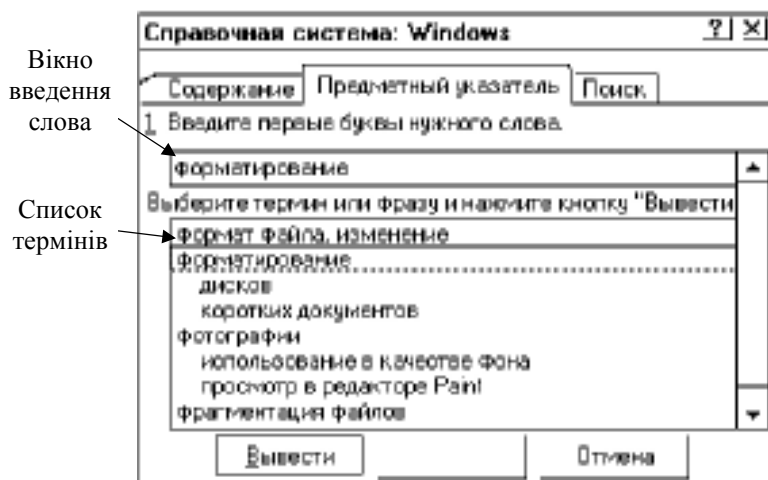 Справочная система: Windows ? ×
Вікно введення слова
Содержание Предметный указатель Поиск
1 Введите первые буквы нужного слова.
форматирование
Выберите термин или фразу и нажмите кнопку "Вывести
Список термінів
формат файла, изменение
форматирование
дисков
коротких документов
фотографии
использование в качестве фона
просмотр в редакторе Paint
фрагментация файлов
Вывести Отмена